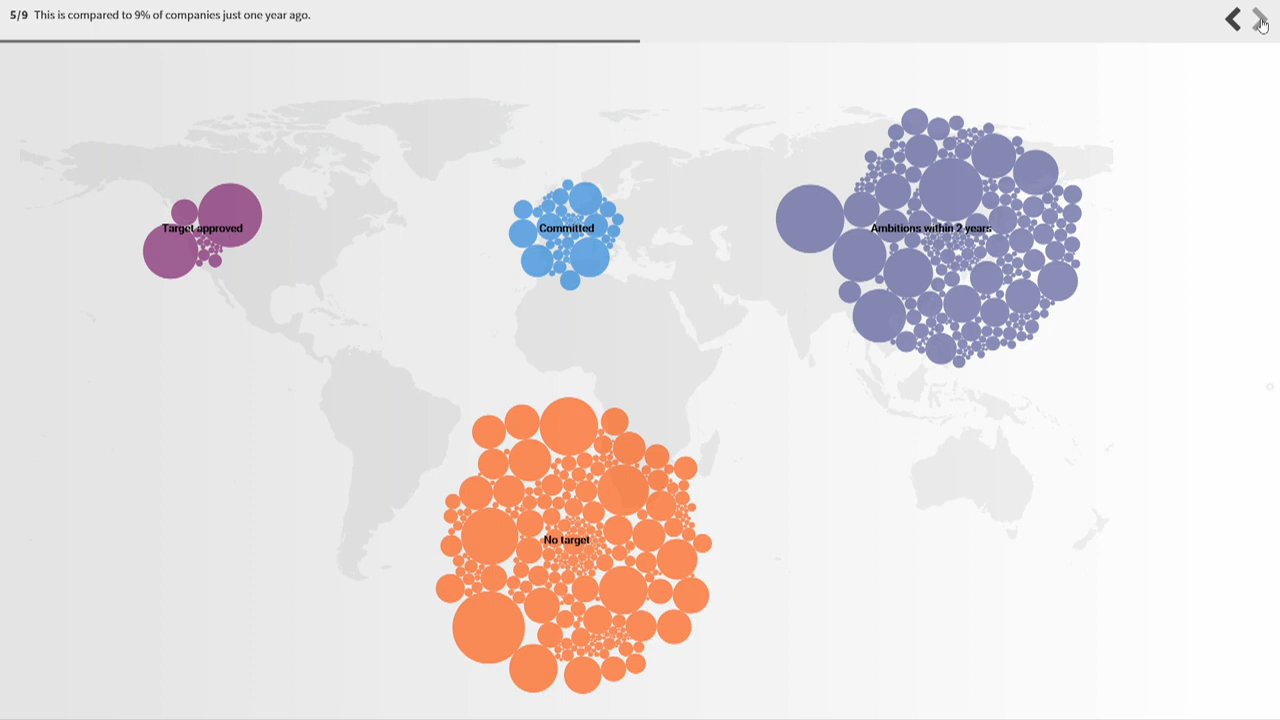 5/9 This is compared to 9% of companies just one year ago.
Target approved
Committed
Ambitions within 2 years
No target